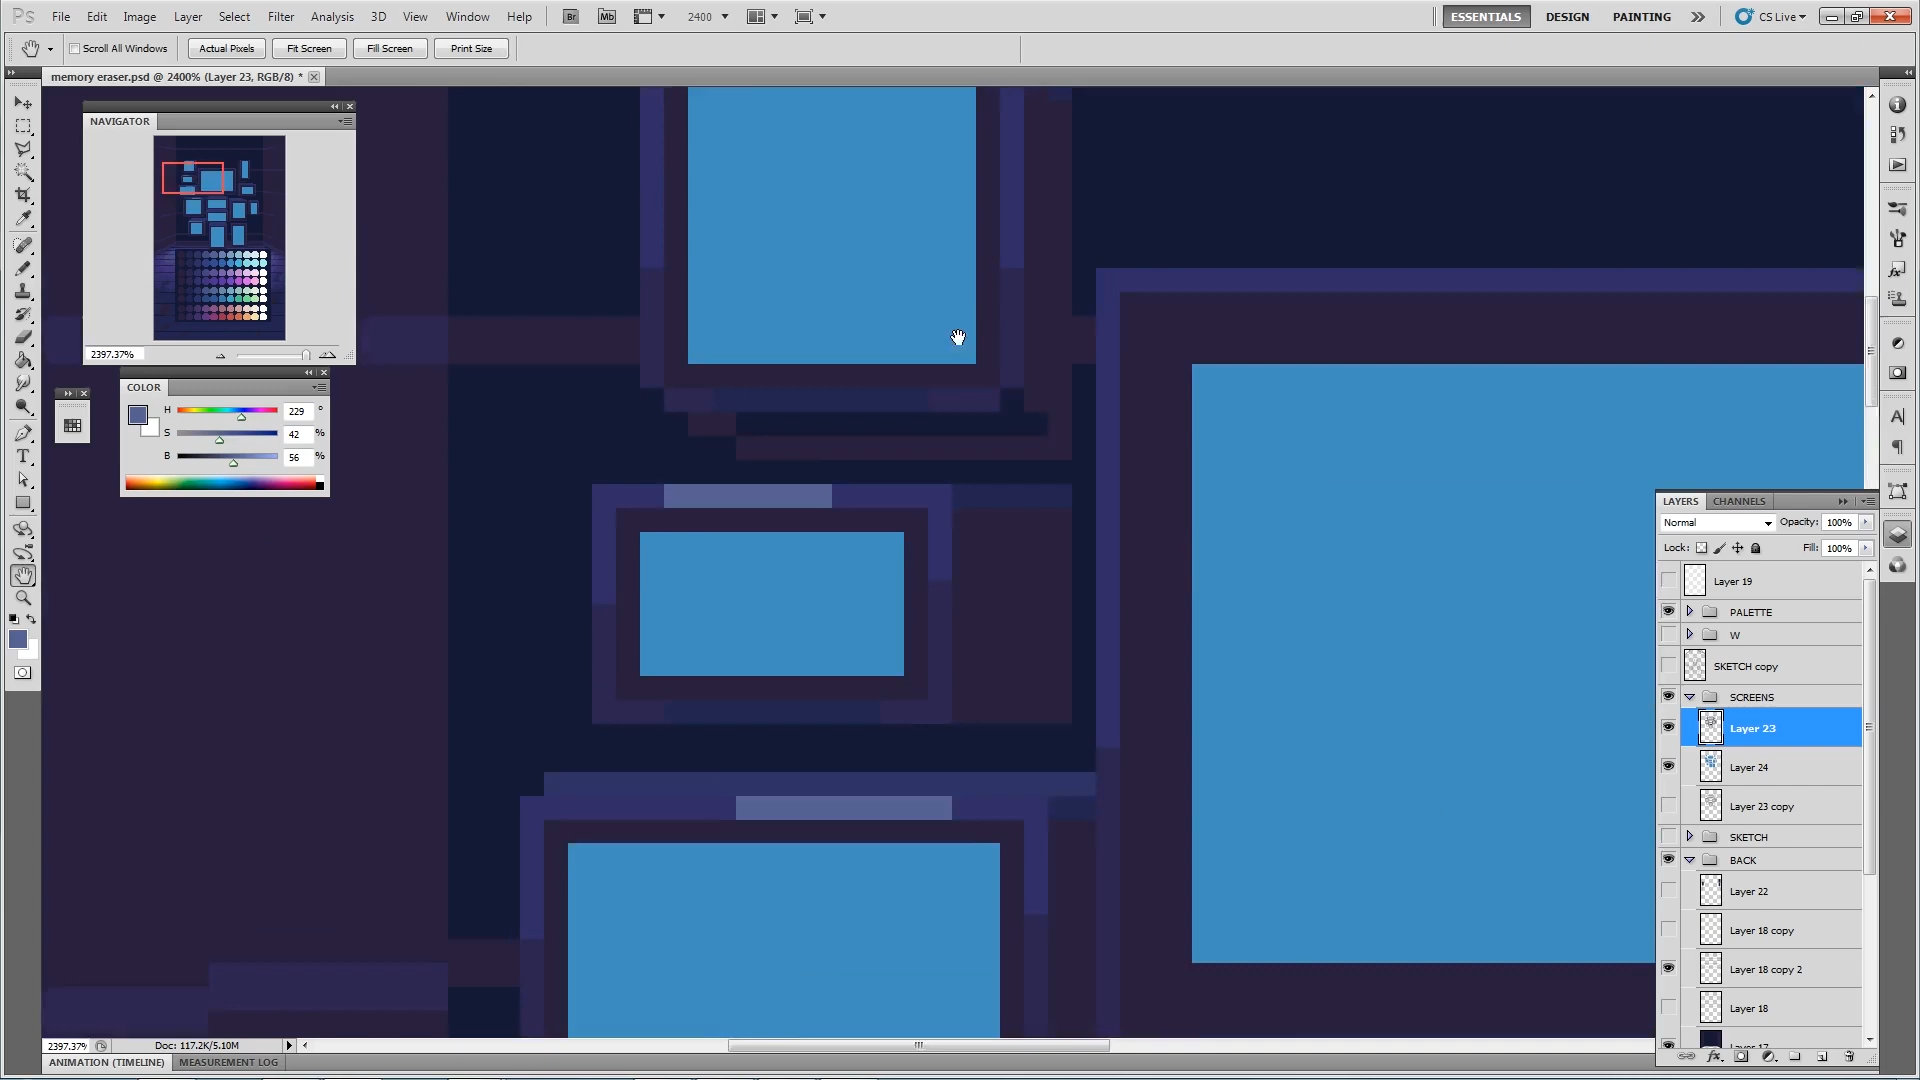 Ps File Edit Image Layer Select Filter Analysis 3D View Window Help Br Mb 2400 ESSENTIALS DESIGN PAINTING CS Live
Scroll All Windows Actual Pixels Fit Screen Fill Screen Print Size
memory eraser.psd @ 2400% (Layer 23, RGB/8) *
NAVIGATOR
2397.37%
COLOR
H 229 °
S 42 %
B 56 %
LAYERS CHANNELS
Normal Opacity: 100%
Lock: Fill: 100%
Layer 19
PALETTE
W
SKETCH copy
SCREENS
Layer 23
Layer 24
Layer 23 copy
SKETCH
BACK
Layer 22
Layer 18 copy
Layer 18 copy 2
Layer 18
Layer 17
2397.37% Doc: 117.2K/5.10M
ANIMATION (TIMELINE) MEASUREMENT LOG